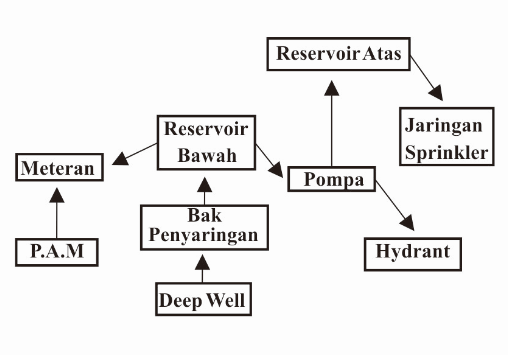 Reservoir Atas
Jaringan
Sprinkler
Reservoir
Bawah
Meteran
Pompa
Bak
Penyaringan
P.A.M
Hydrant
Deep Well